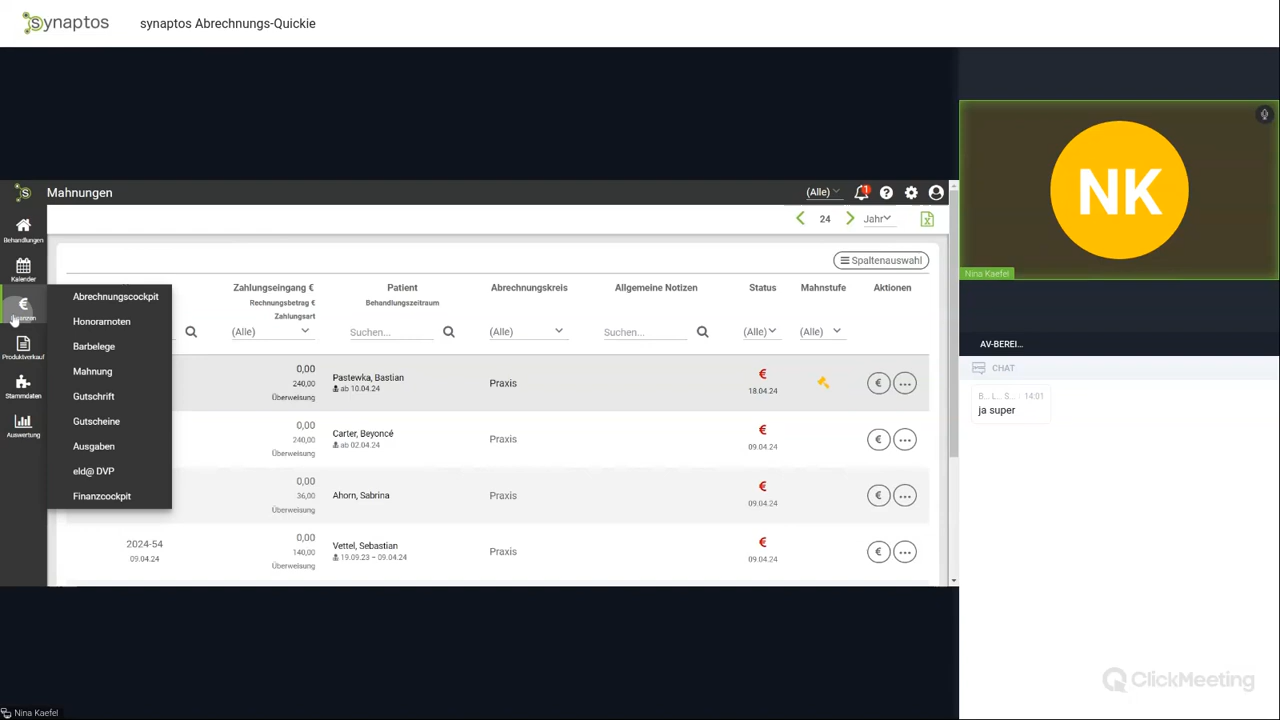 synaptos
synaptos Abrechnungs-Quickie
Mahnungen
(Alle)
1
24
Jahr
Spaltenauswahl
Behandlungen
Kalender
Produktverkauf
Stammdaten
Auswertung
Abrechnungscockpit
Honorarnoten
Barbelege
Mahnung
Gutschrift
Gutscheine
Ausgaben
eld@ DVP
Finanzcockpit
Zahlungseingang €
Rechnungsbetrag €
Zahlungsart
Patient
Behandlungszeitraum
Abrechnungskreis
Allgemeine Notizen
Status
Mahnstufe
Aktionen
(Alle)
Suchen...
(Alle)
Suchen...
(Alle)
(Alle)
0,00
240,00
Überweisung
Pastewka, Bastian
ab 10.04.24
Praxis
€
18.04.24
€
...
0,00
240,00
Überweisung
Carter, Beyoncé
ab 02.04.24
Praxis
€
09.04.24
€
...
0,00
36,00
Überweisung
Ahorn, Sabrina
Praxis
€
09.04.24
€
...
2024-54
09.04.24
0,00
140,00
Überweisung
Vettel, Sebastian
19.09.23 – 09.04.24
Praxis
€
09.04.24
€
...
NK
Nina Kaefel
AV-BEREI...
CHAT
B... L... S... 14:01
ja super
ClickMeeting
Nina Kaefel